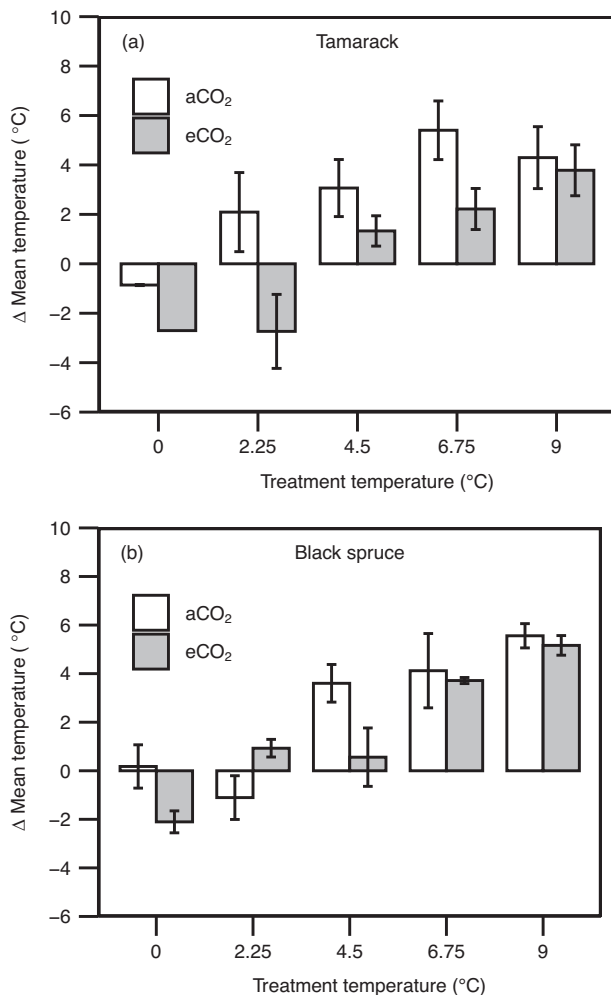 (a) Tamarack
aCO₂
eCO₂
Δ Mean temperature ( °C)
10
8
6
4
2
0
−2
−4
−6
0 2.25 4.5 6.75 9
Treatment temperature (°C)
(b) Black spruce
aCO₂
eCO₂
Δ Mean temperature ( °C)
10
8
6
4
2
0
−2
−4
−6
0 2.25 4.5 6.75 9
Treatment temperature (°C)